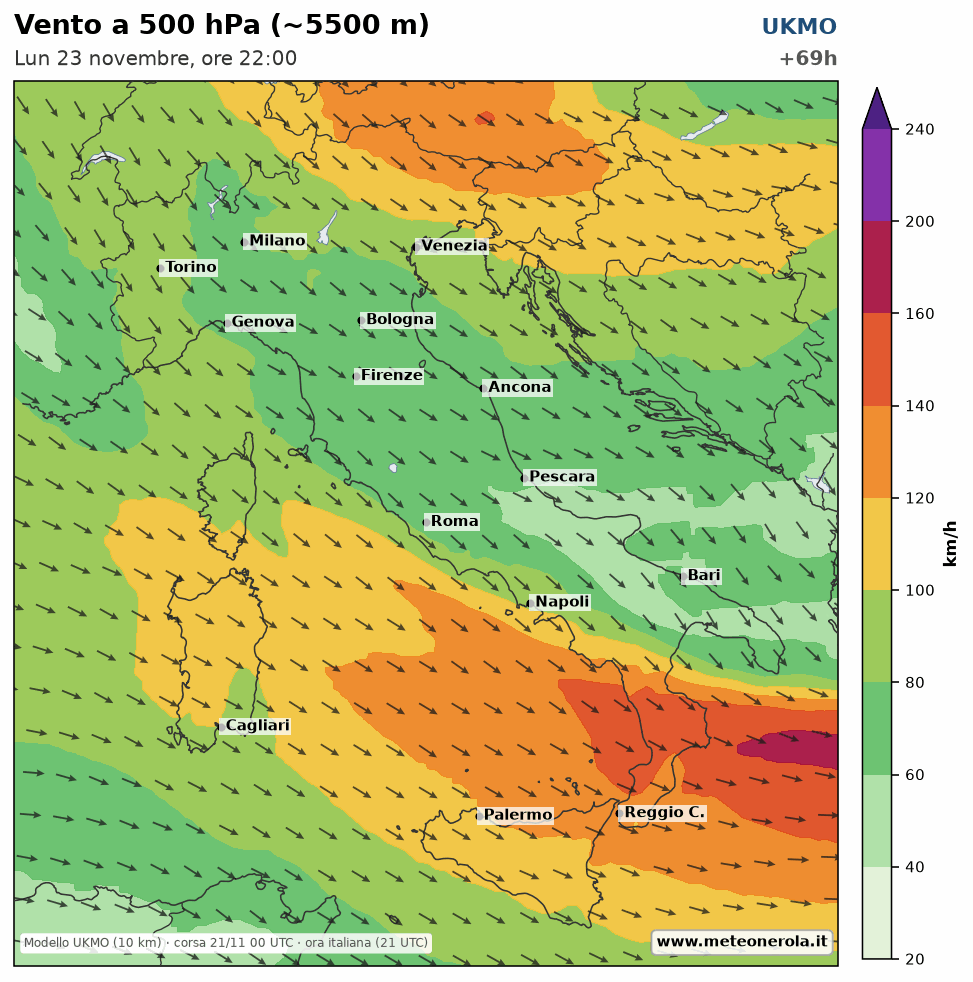 Vento a 500 hPa (~5500 m)
UKMO
Lun 23 novembre, ore 22:00
+69h
240
200
160
140
120
100
80
60
40
20
km/h
Milano
Venezia
Torino
Genova
Bologna
Firenze
Ancona
Pescara
Roma
Bari
Napoli
Cagliari
Palermo
Reggio C.
Modello UKMO (10 km) · corsa 21/11 00 UTC · ora italiana (21 UTC)
www.meteonerola.it